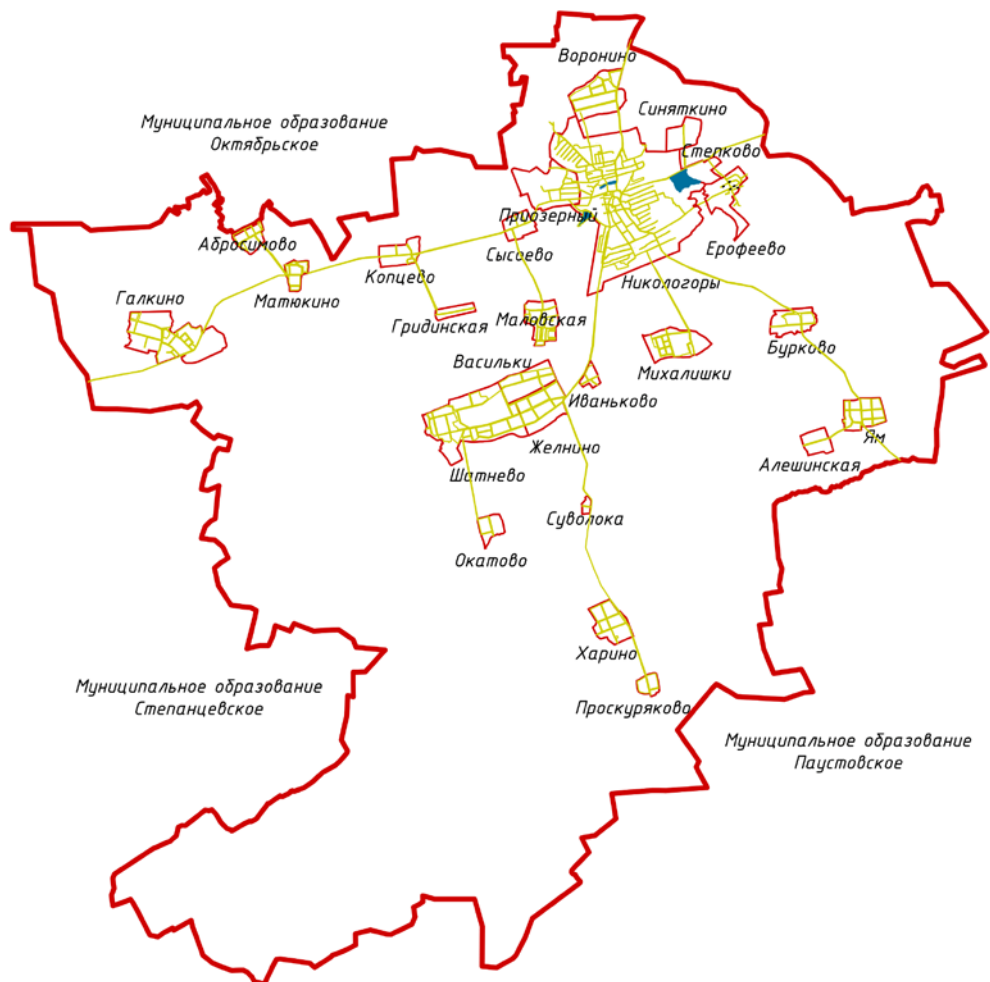 Воронино
Синяткино
Муниципальное образование
Октябрьское
Степково
Приозерный
Абросимово
Сысоево
Ерофеево
Копцево
Никологоры
Матюкино
Галкино
Гридинская
Маловская
Бурково
Васильки
Михалишки
Иваньково
Желнино
Ям
Шатнево
Алешинская
Суволока
Окатово
Харино
Муниципальное образование
Степанцевское
Проскуряково
Муниципальное образование
Паустовское